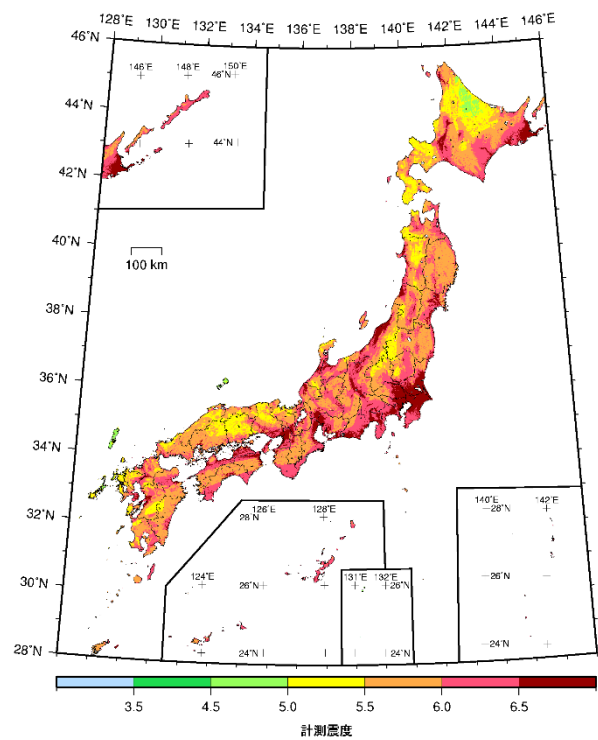 128°E 130°E 132°E 134°E 136°E 138°E 140°E 142°E 144°E 146°E
46°N
146°E 148°E 150°E
46°N
44°N
44°N
42°N
40°N
100 km
38°N
36°N
34°N
32°N
126°E 128°E
28°N
140°E 142°E
28°N
30°N
124°E
26°N
131°E 132°E
26°N
26°N
28°N
24°N
24°N
24°N
3.5 4.5 5.0 5.5 6.0 6.5
計測震度